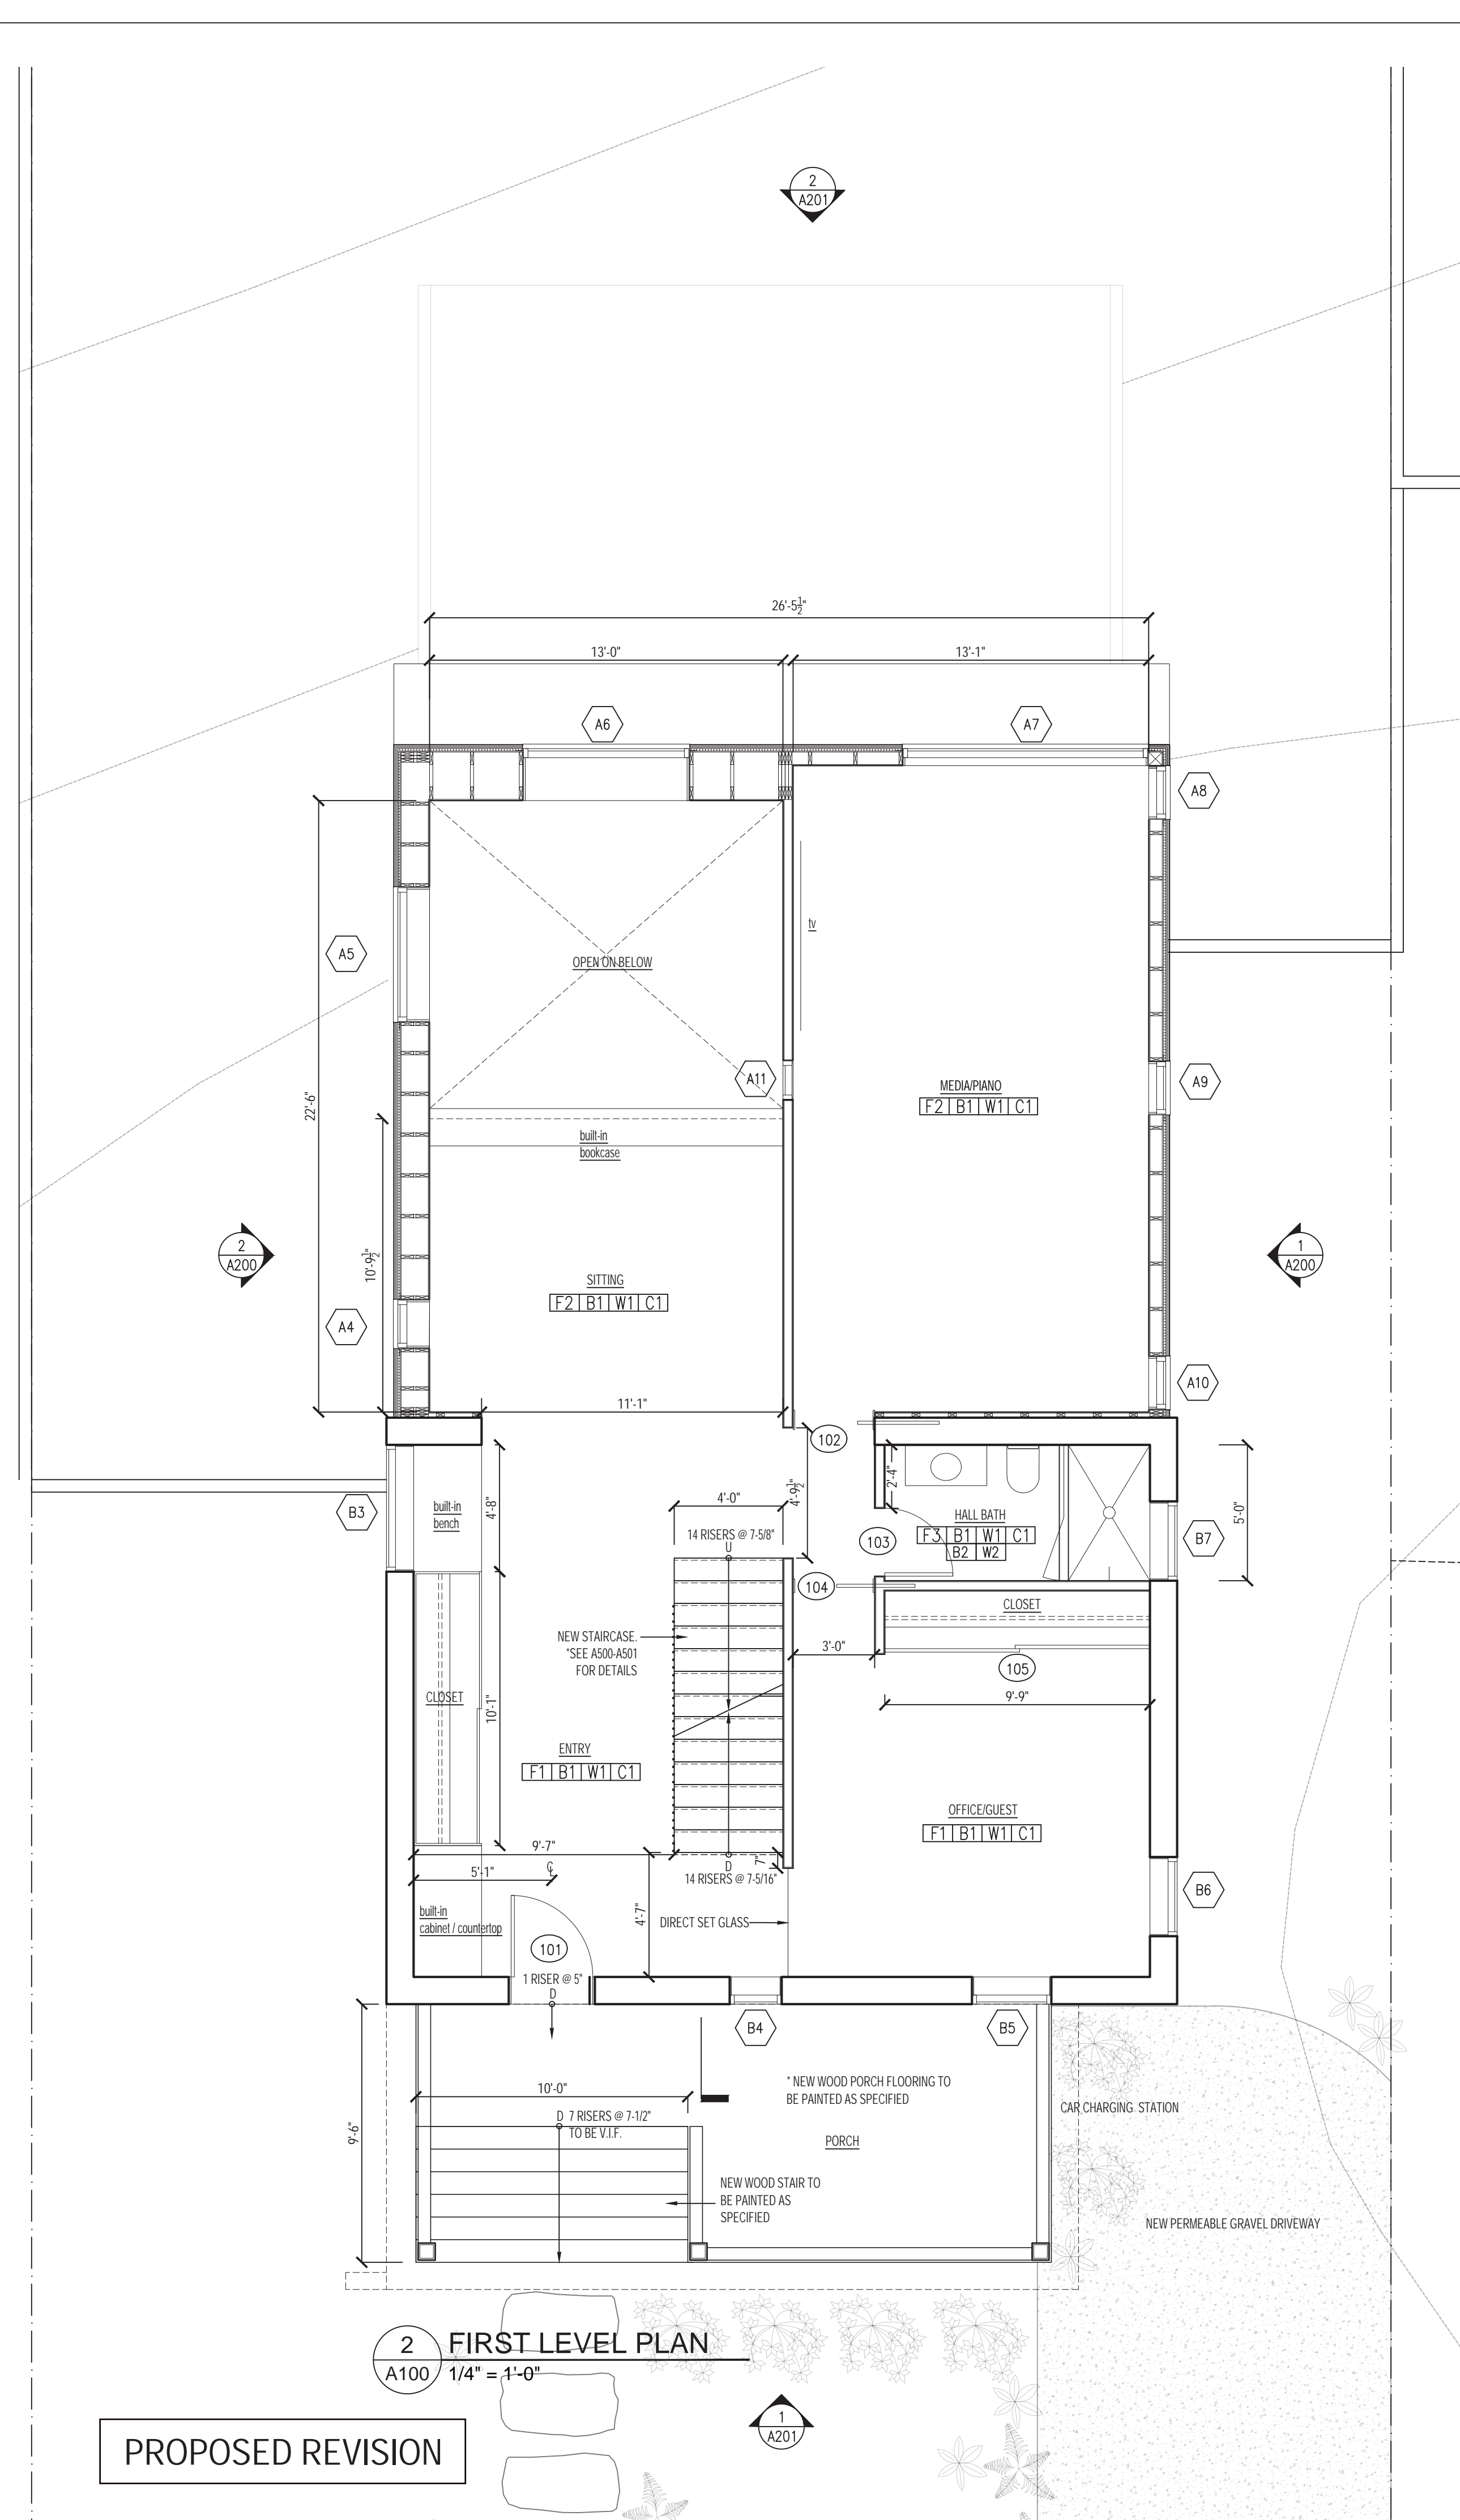 2
A201
26'-5 1/2"
13'-0"
13'-1"
A6
A7
A8
tv
A5
OPEN ON BELOW
A11
A9
MEDIA/PIANO
F2 B1 W1 C1
22'-6"
built-in
bookcase
2
A200
10'-9 1/2"
1
A200
SITTING
F2 B1 W1 C1
A4
A10
11'-1"
102
B3
built-in
bench
4'-8"
4'-0"
4'-9 1/2"
2'-4"
HALL BATH
F3 B1 W1 C1
B2 W2
5'-0"
B7
14 RISERS @ 7-5/8"
U
103
104
CLOSET
NEW STAIRCASE.
*SEE A500-A501
FOR DETAILS
3'-0"
105
9'-9"
CLOSET
10'-1"
ENTRY
F1 B1 W1 C1
OFFICE/GUEST
F1 B1 W1 C1
9'-7"
5'-1"
CL
D
7"
14 RISERS @ 7-5/16"
B6
built-in
cabinet / countertop
4'-7"
DIRECT SET GLASS
101
1 RISER @ 5"
D
B4
B5
* NEW WOOD PORCH FLOORING TO
BE PAINTED AS SPECIFIED
10'-0"
CAR CHARGING STATION
D 7 RISERS @ 7-1/2"
TO BE V.I.F.
9'-6"
PORCH
NEW WOOD STAIR TO
BE PAINTED AS
SPECIFIED
NEW PERMEABLE GRAVEL DRIVEWAY
2
A100
FIRST LEVEL PLAN
1/4" = 1'-0"
1
A201
PROPOSED REVISION